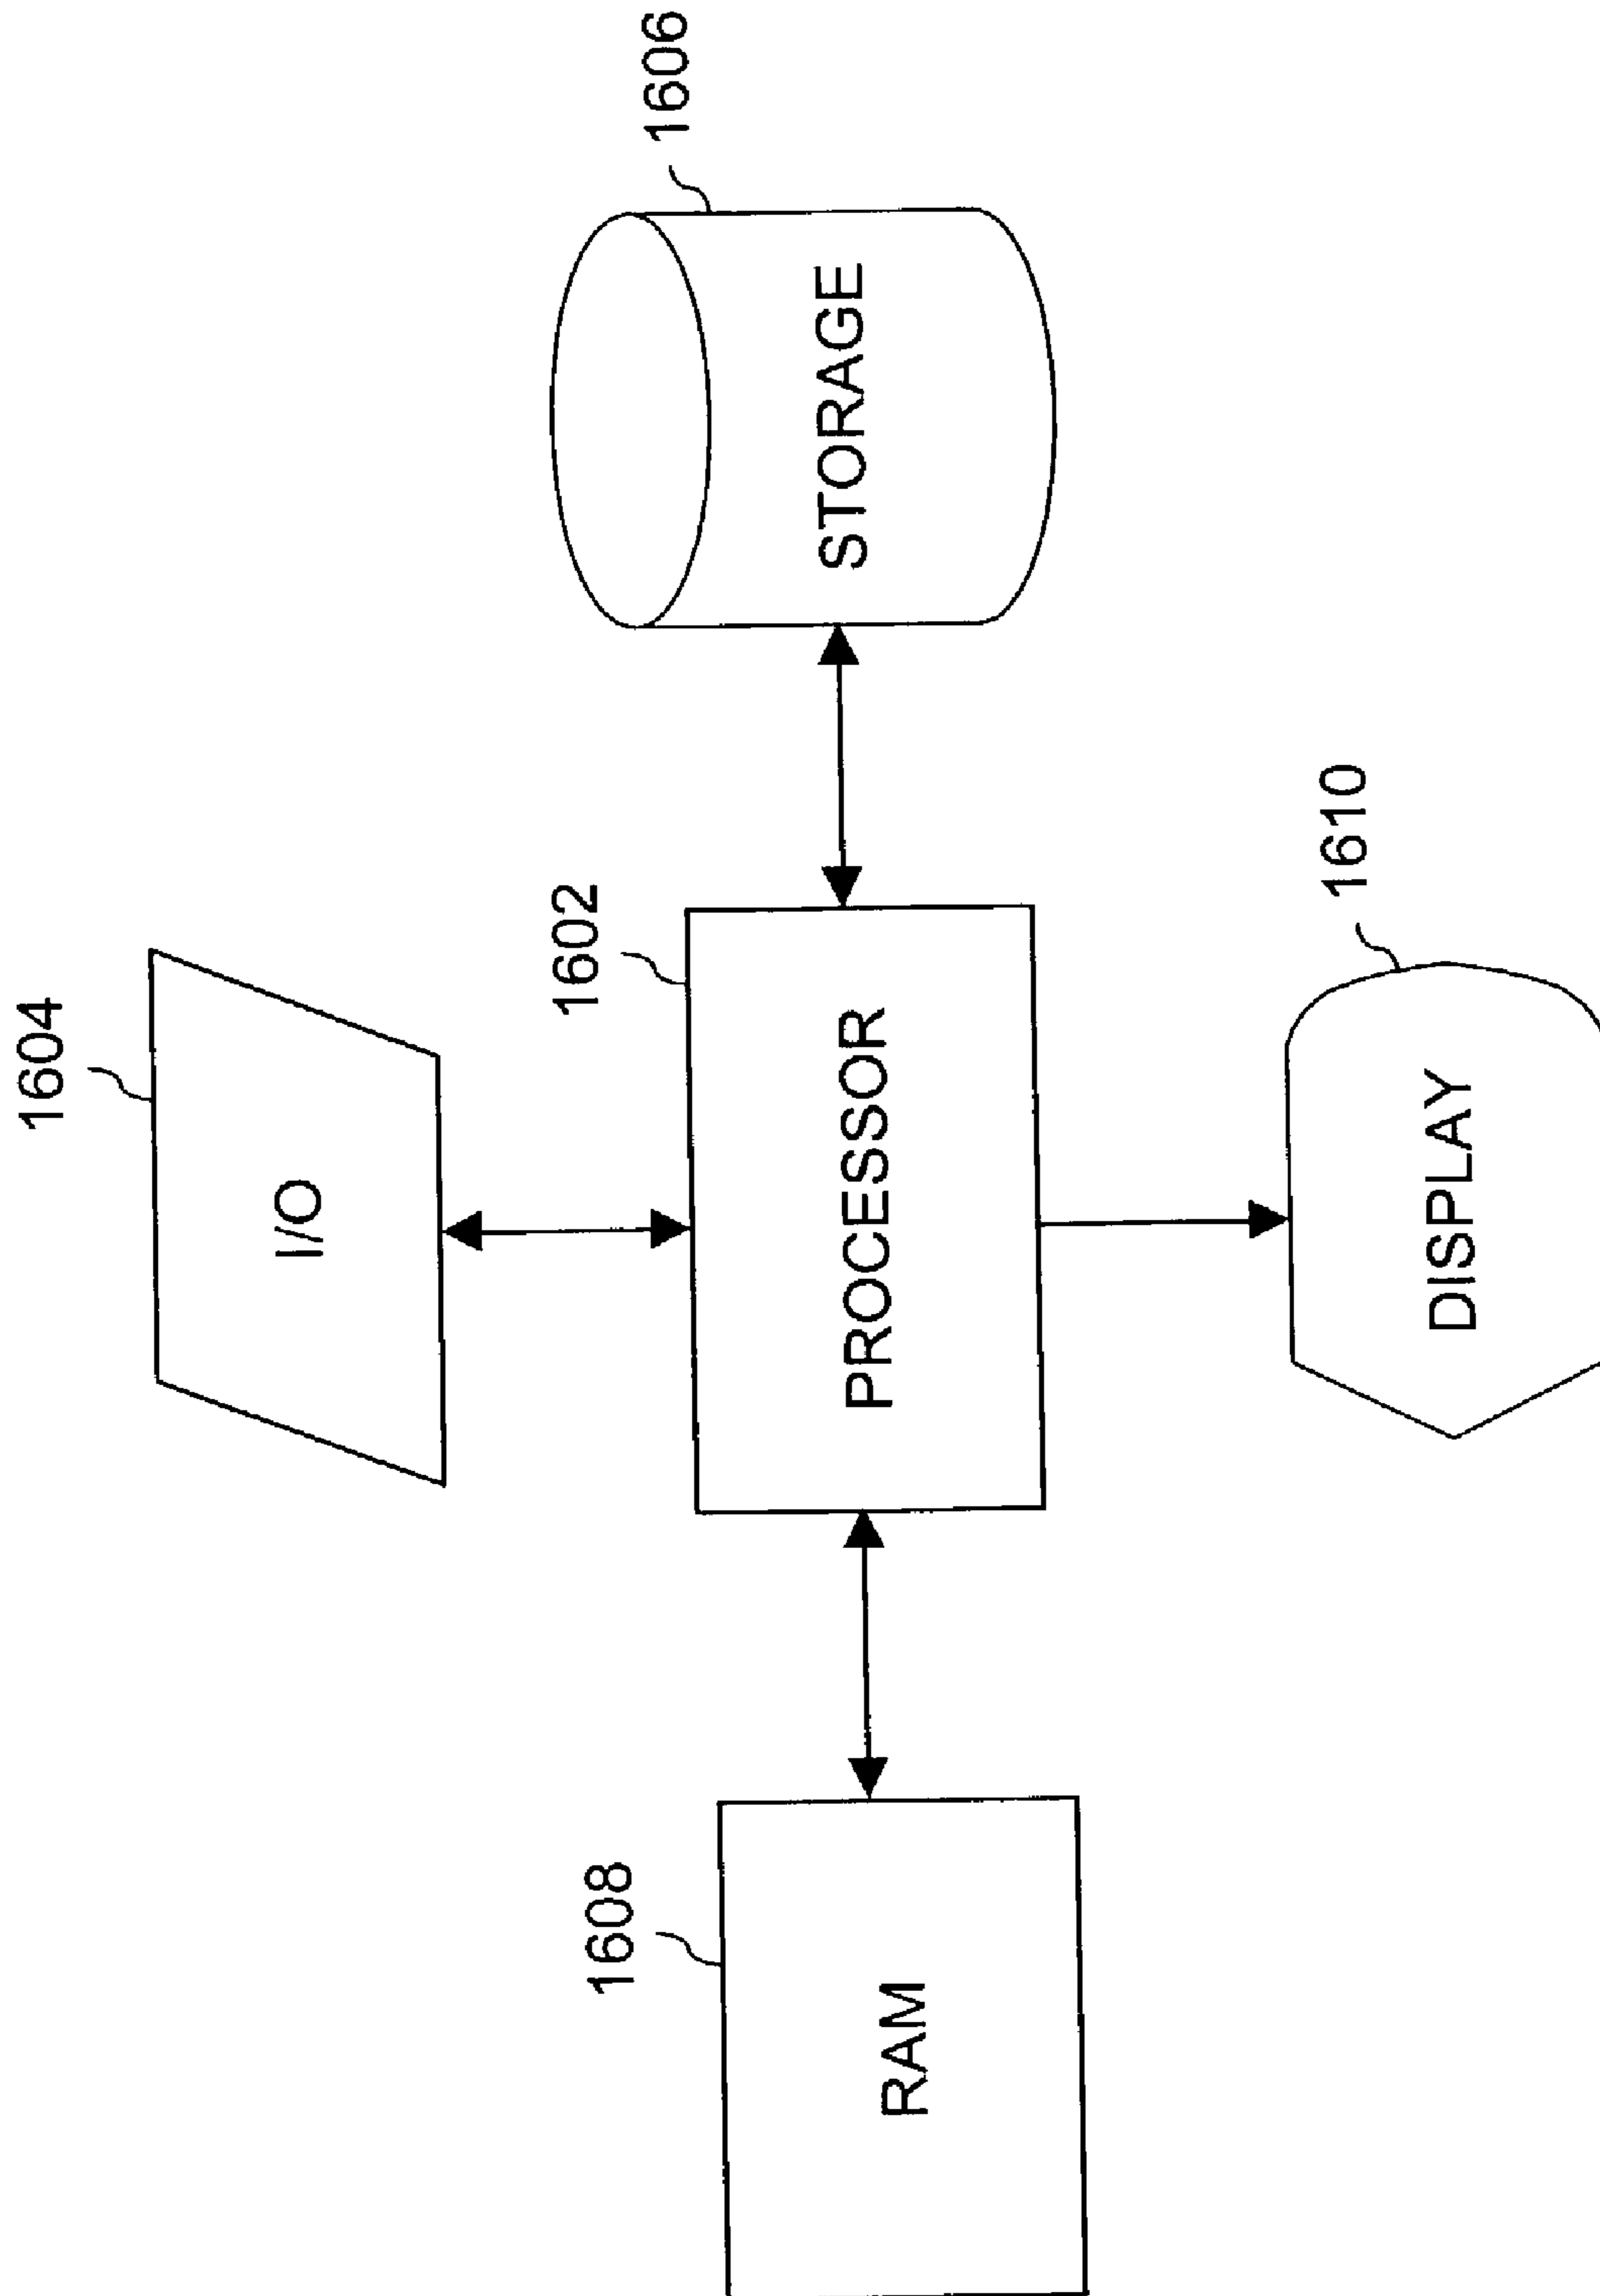 1604
I/O
1606
1602
1608
RAM
PROCESSOR
STORAGE
1610
DISPLAY